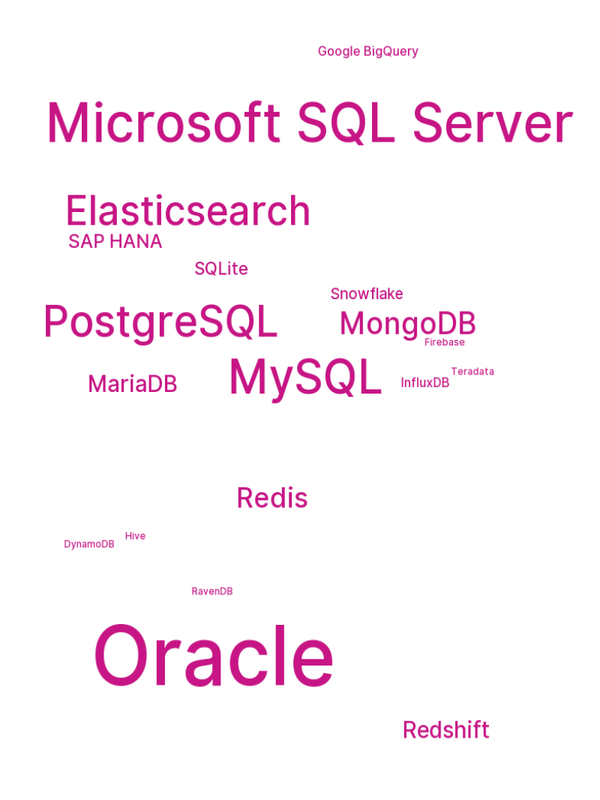 Google BigQuery
Microsoft SQL Server
Elasticsearch
SAP HANA
SQLite
Snowflake
PostgreSQL
MongoDB
Firebase
Teradata
MariaDB
MySQL
InfluxDB
Redis
Hive
DynamoDB
RavenDB
Oracle
Redshift